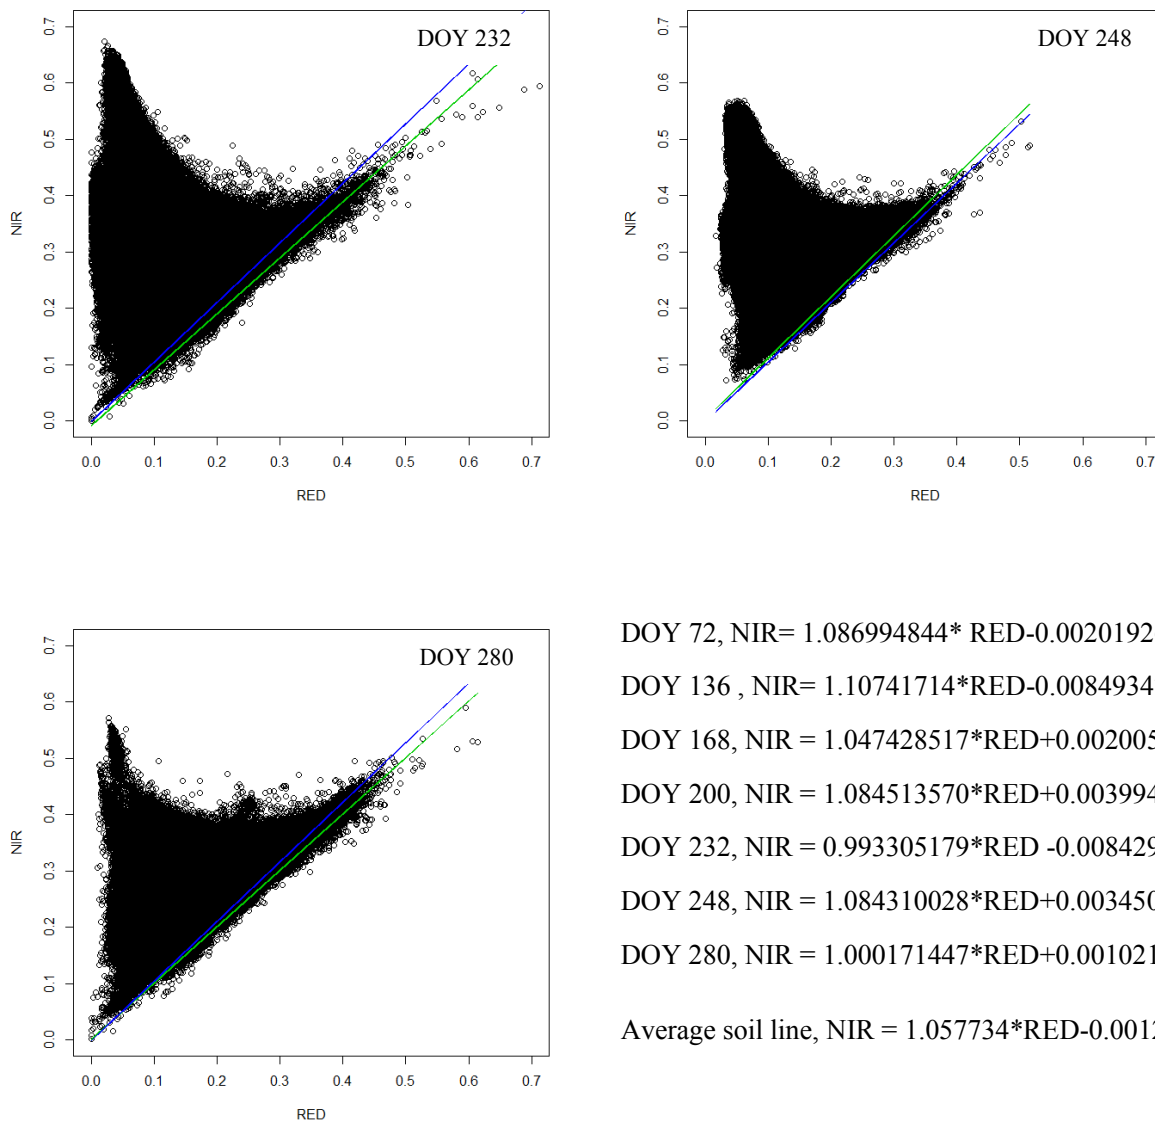 DOY 232
0.0 0.1 0.2 0.3 0.4 0.5 0.6 0.7
NIR
0.0 0.1 0.2 0.3 0.4 0.5 0.6 0.7
RED
DOY 248
0.0 0.1 0.2 0.3 0.4 0.5 0.6 0.7
NIR
0.0 0.1 0.2 0.3 0.4 0.5 0.6 0.7
RED
DOY 280
0.0 0.1 0.2 0.3 0.4 0.5 0.6 0.7
NIR
0.0 0.1 0.2 0.3 0.4 0.5 0.6 0.7
RED
DOY 72, NIR= 1.086994844* RED-0.0020192
DOY 136 , NIR= 1.10741714*RED-0.0084934
DOY 168, NIR = 1.047428517*RED+0.002005
DOY 200, NIR = 1.084513570*RED+0.003994
DOY 232, NIR = 0.993305179*RED -0.008429
DOY 248, NIR = 1.084310028*RED+0.003450
DOY 280, NIR = 1.000171447*RED+0.001021
Average soil line, NIR = 1.057734*RED-0.001